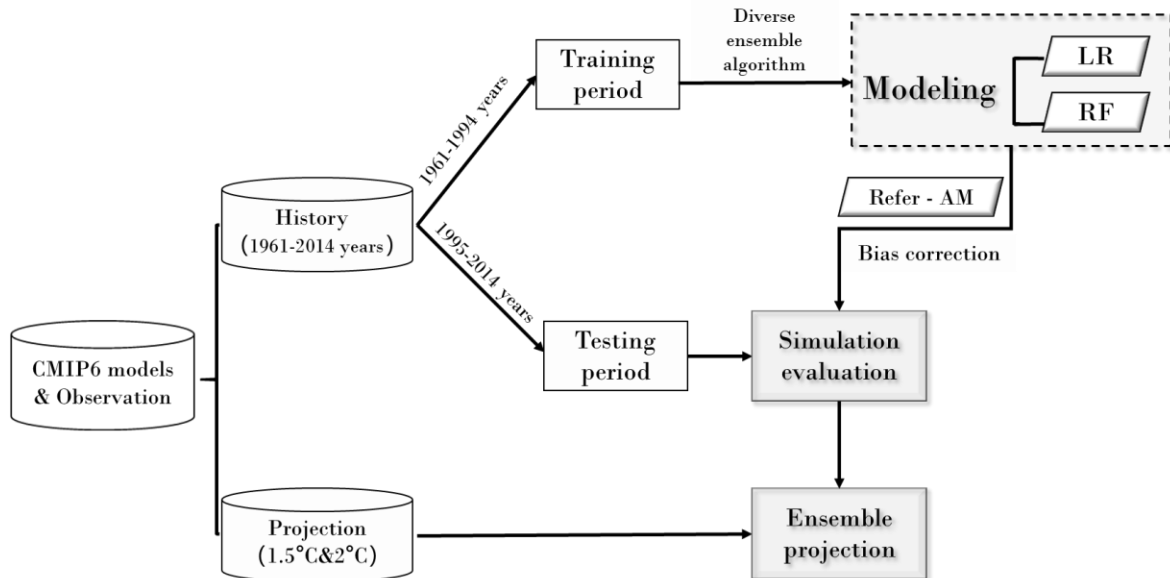 Diverse
ensemble
algorithm
Training
period
Modeling
LR
RF
1961-1994 years
History
(1961-2014 years)
Refer - AM
Bias correction
1995-2014 years
CMIP6 models
& Observation
Testing
period
Simulation
evaluation
Projection
(1.5°C&2°C)
Ensemble
projection